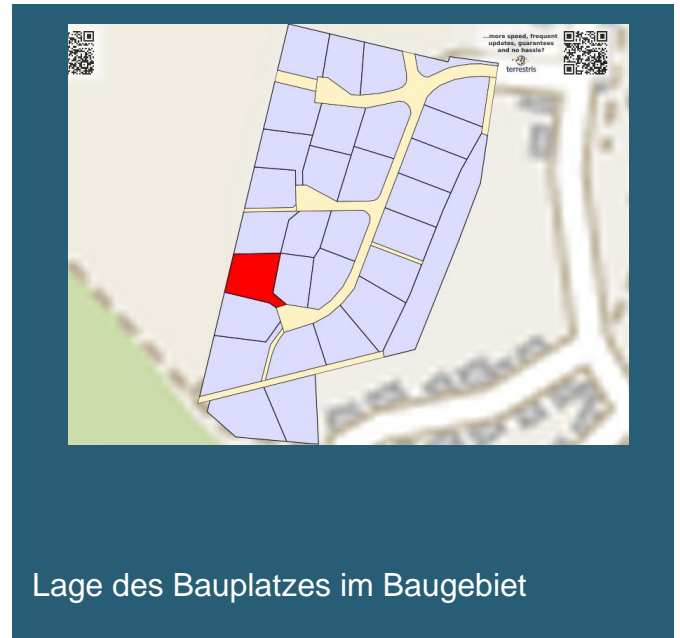 ...more speed, frequent
updates, guarantees
and no hassle?
terrestris
Lage des Bauplatzes im Baugebiet